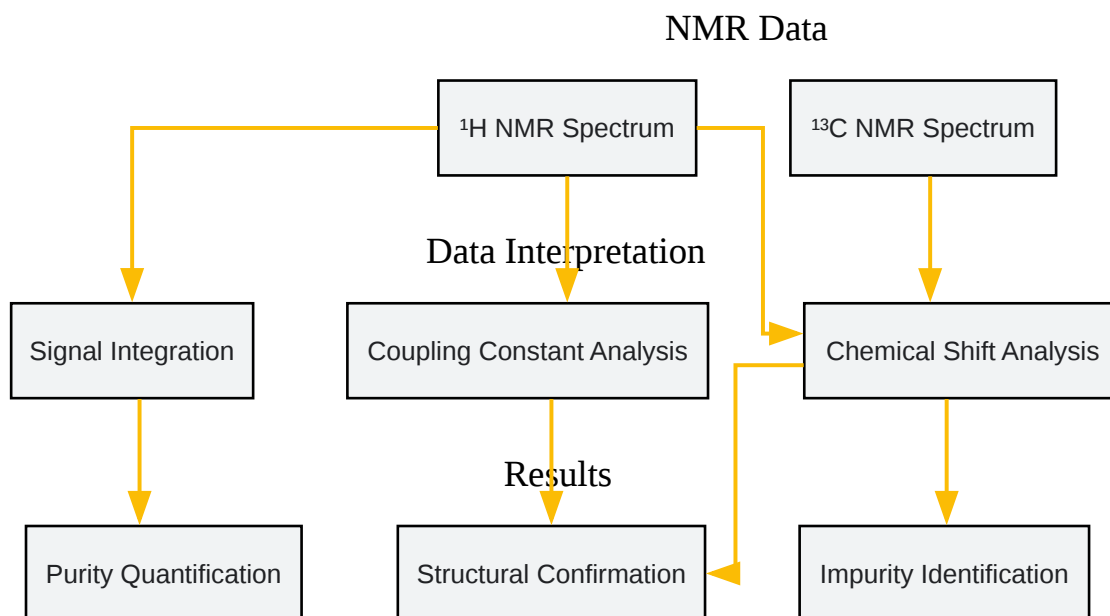 NMR Data
¹H NMR Spectrum
¹³C NMR Spectrum
Data Interpretation
Signal Integration
Coupling Constant Analysis
Chemical Shift Analysis
Results
Purity Quantification
Structural Confirmation
Impurity Identification